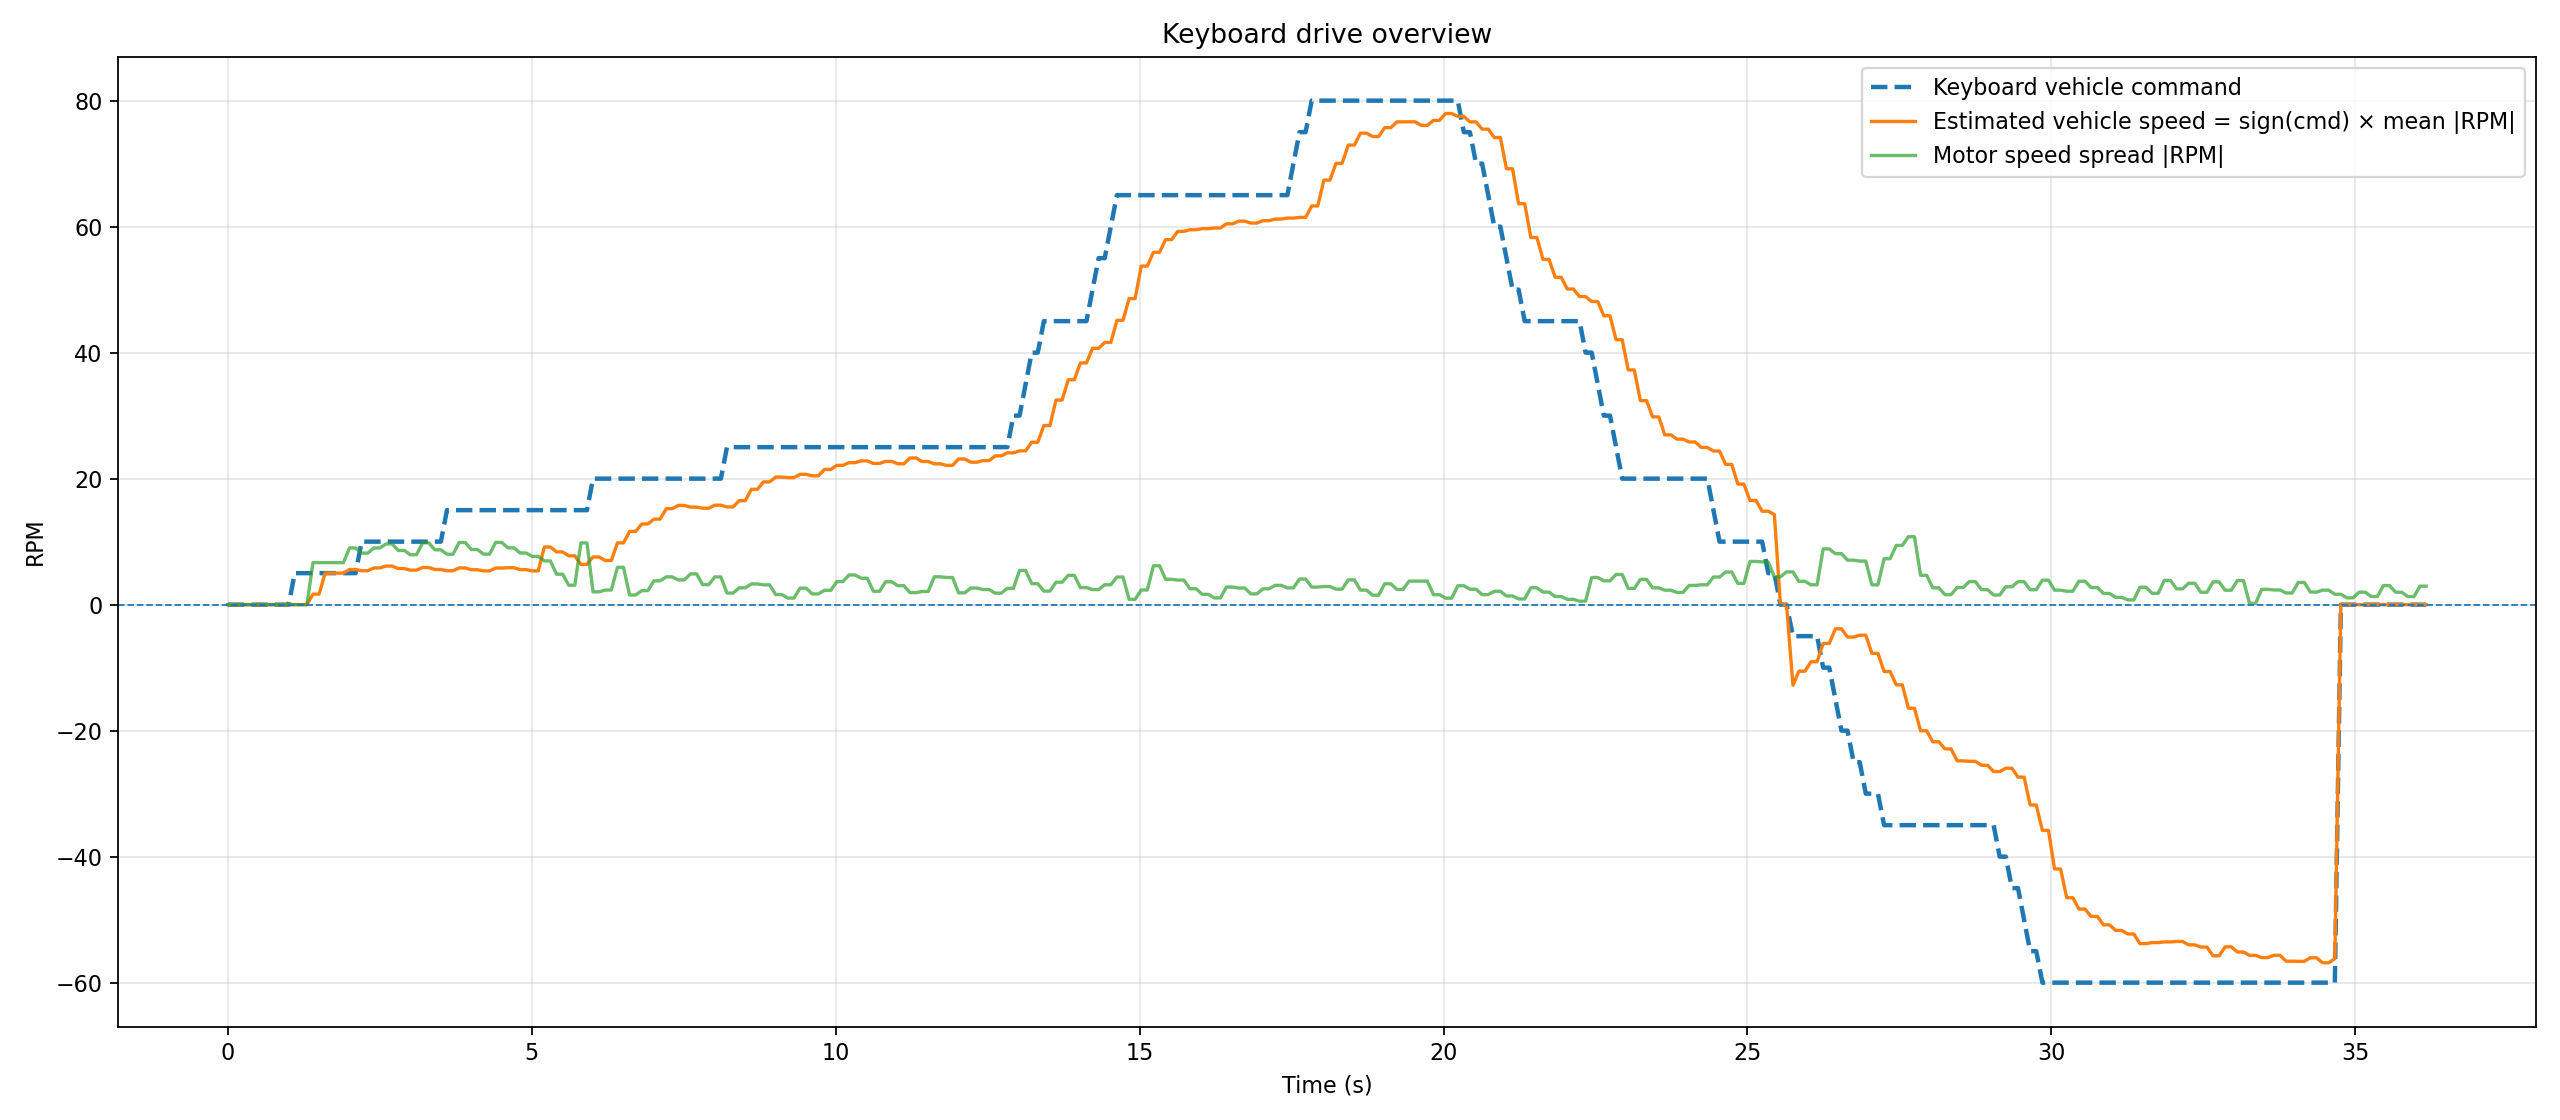 Keyboard drive overview
Keyboard vehicle command
Estimated vehicle speed = sign(cmd) × mean |RPM|
Motor speed spread |RPM|
RPM
80
60
40
20
0
−20
−40
−60
0 5 10 15 20 25 30 35
Time (s)